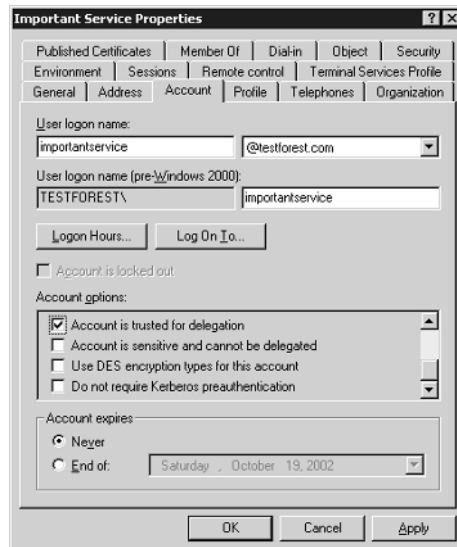 Important Service Properties
Published Certificates Member Of Dial-in Object Security
Environment Sessions Remote control Terminal Services Profile
General Address Account Profile Telephones Organization
User logon name:
importantservice @testforest.com
User logon name (pre-Windows 2000):
TESTFOREST\ importantservice
Logon Hours... Log On To...
Account is locked out
Account options:
Account is trusted for delegation
Account is sensitive and cannot be delegated
Use DES encryption types for this account
Do not require Kerberos preauthentication
Account expires
Never
End of: Saturday , October 19, 2002
OK Cancel Apply